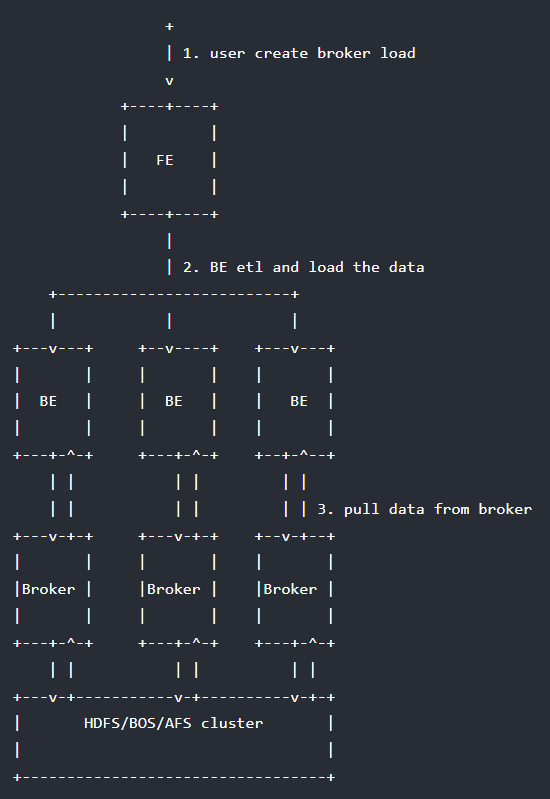 +
| 1. user create broker load
v
+----+----+
|         |
|   FE    |
|         |
+----+----+
|
| 2. BE etl and load the data
+--------------------------+
|            |             |
+---v---+     +--v----+    +---v---+
|       |     |       |    |       |
|  BE   |     |  BE   |    |   BE  |
|       |     |       |    |       |
+---+-^-+     +---+-^-+    +--+-^--+
| |           | |         | |
| |           | |         | | 3. pull data from broker
+---v-+-+     +---v-+-+    +--v-+--+
|       |     |       |    |       |
|Broker |     |Broker |    |Broker |
|       |     |       |    |       |
+---+-^-+     +---+-^-+    +---+-^-+
| |           | |          | |
+---v-+-----------v-+----------v-+-+
|       HDFS/BOS/AFS cluster       |
|                                  |
+----------------------------------+